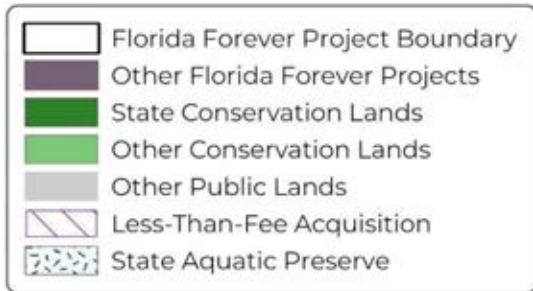 Florida Forever Project Boundary
Other Florida Forever Projects
State Conservation Lands
Other Conservation Lands
Other Public Lands
Less-Than-Fee Acquisition
State Aquatic Preserve